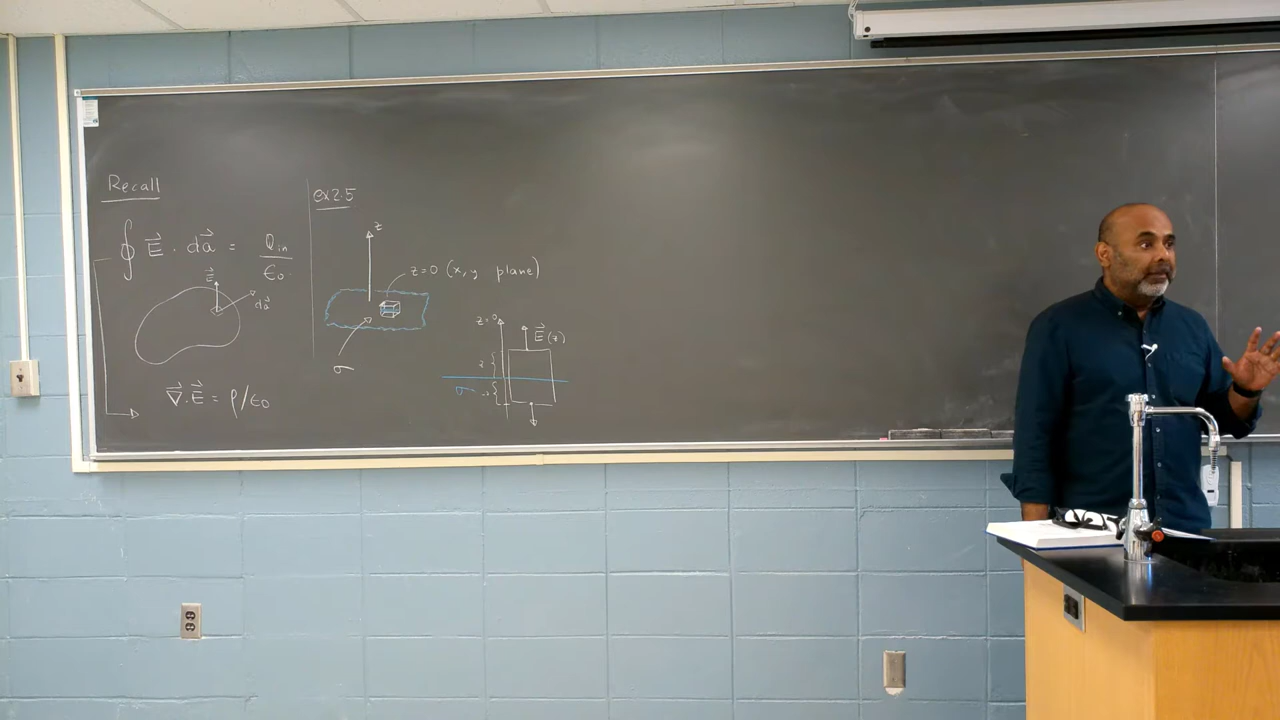 Recall
∮ E⃗ · da⃗ = Q_in / ε₀
E⃗
da⃗
∇⃗ · E⃗ = ρ/ε₀
ex 2.5
z
z=0 (x, y plane)
σ
z=0
E⃗(z)
z
σ
-z